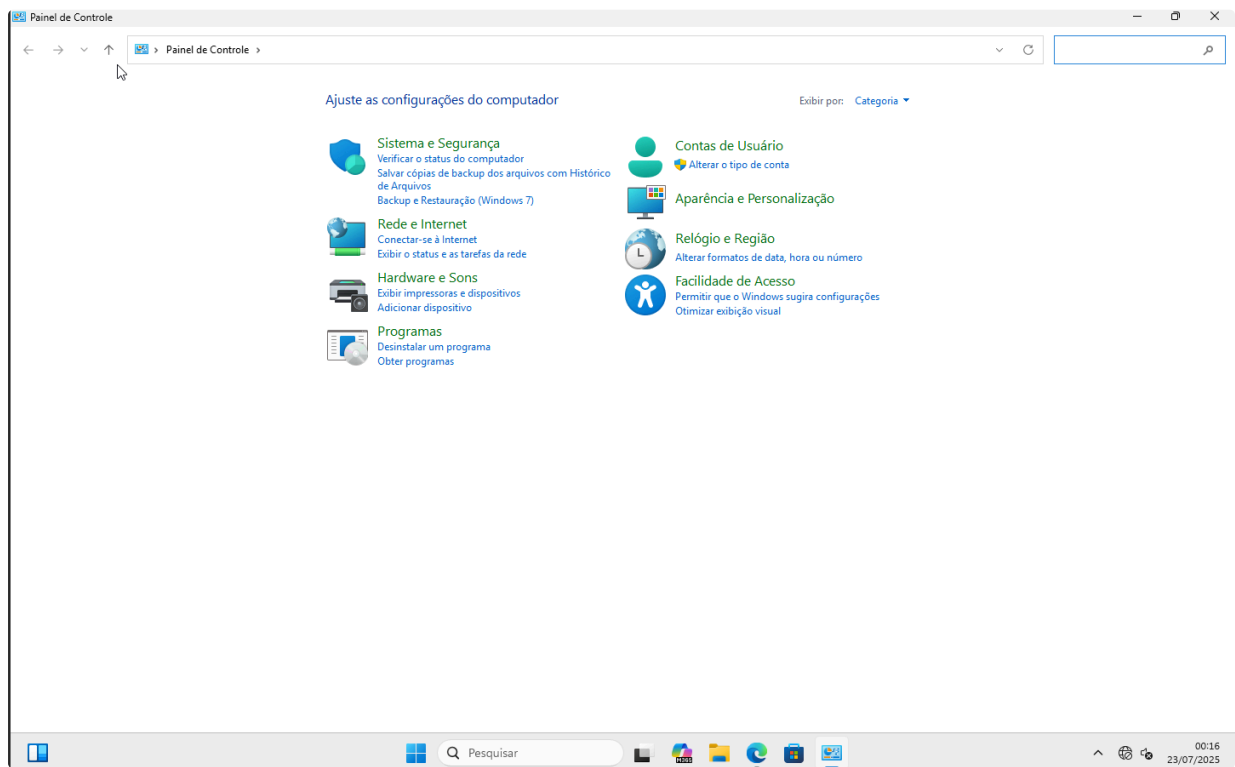 Painel de Controle
Painel de Controle
Ajuste as configurações do computador
Exibir por: Categoria
Sistema e Segurança
Verificar o status do computador
Salvar cópias de backup dos arquivos com Histórico
de Arquivos
Backup e Restauração (Windows 7)
Rede e Internet
Conectar-se à Internet
Exibir o status e as tarefas da rede
Hardware e Sons
Exibir impressoras e dispositivos
Adicionar dispositivo
Programas
Desinstalar um programa
Obter programas
Contas de Usuário
Alterar o tipo de conta
Aparência e Personalização
Relógio e Região
Alterar formatos de data, hora ou número
Facilidade de Acesso
Permitir que o Windows sugira configurações
Otimizar exibição visual
Pesquisar
M365
00:16
23/07/2025